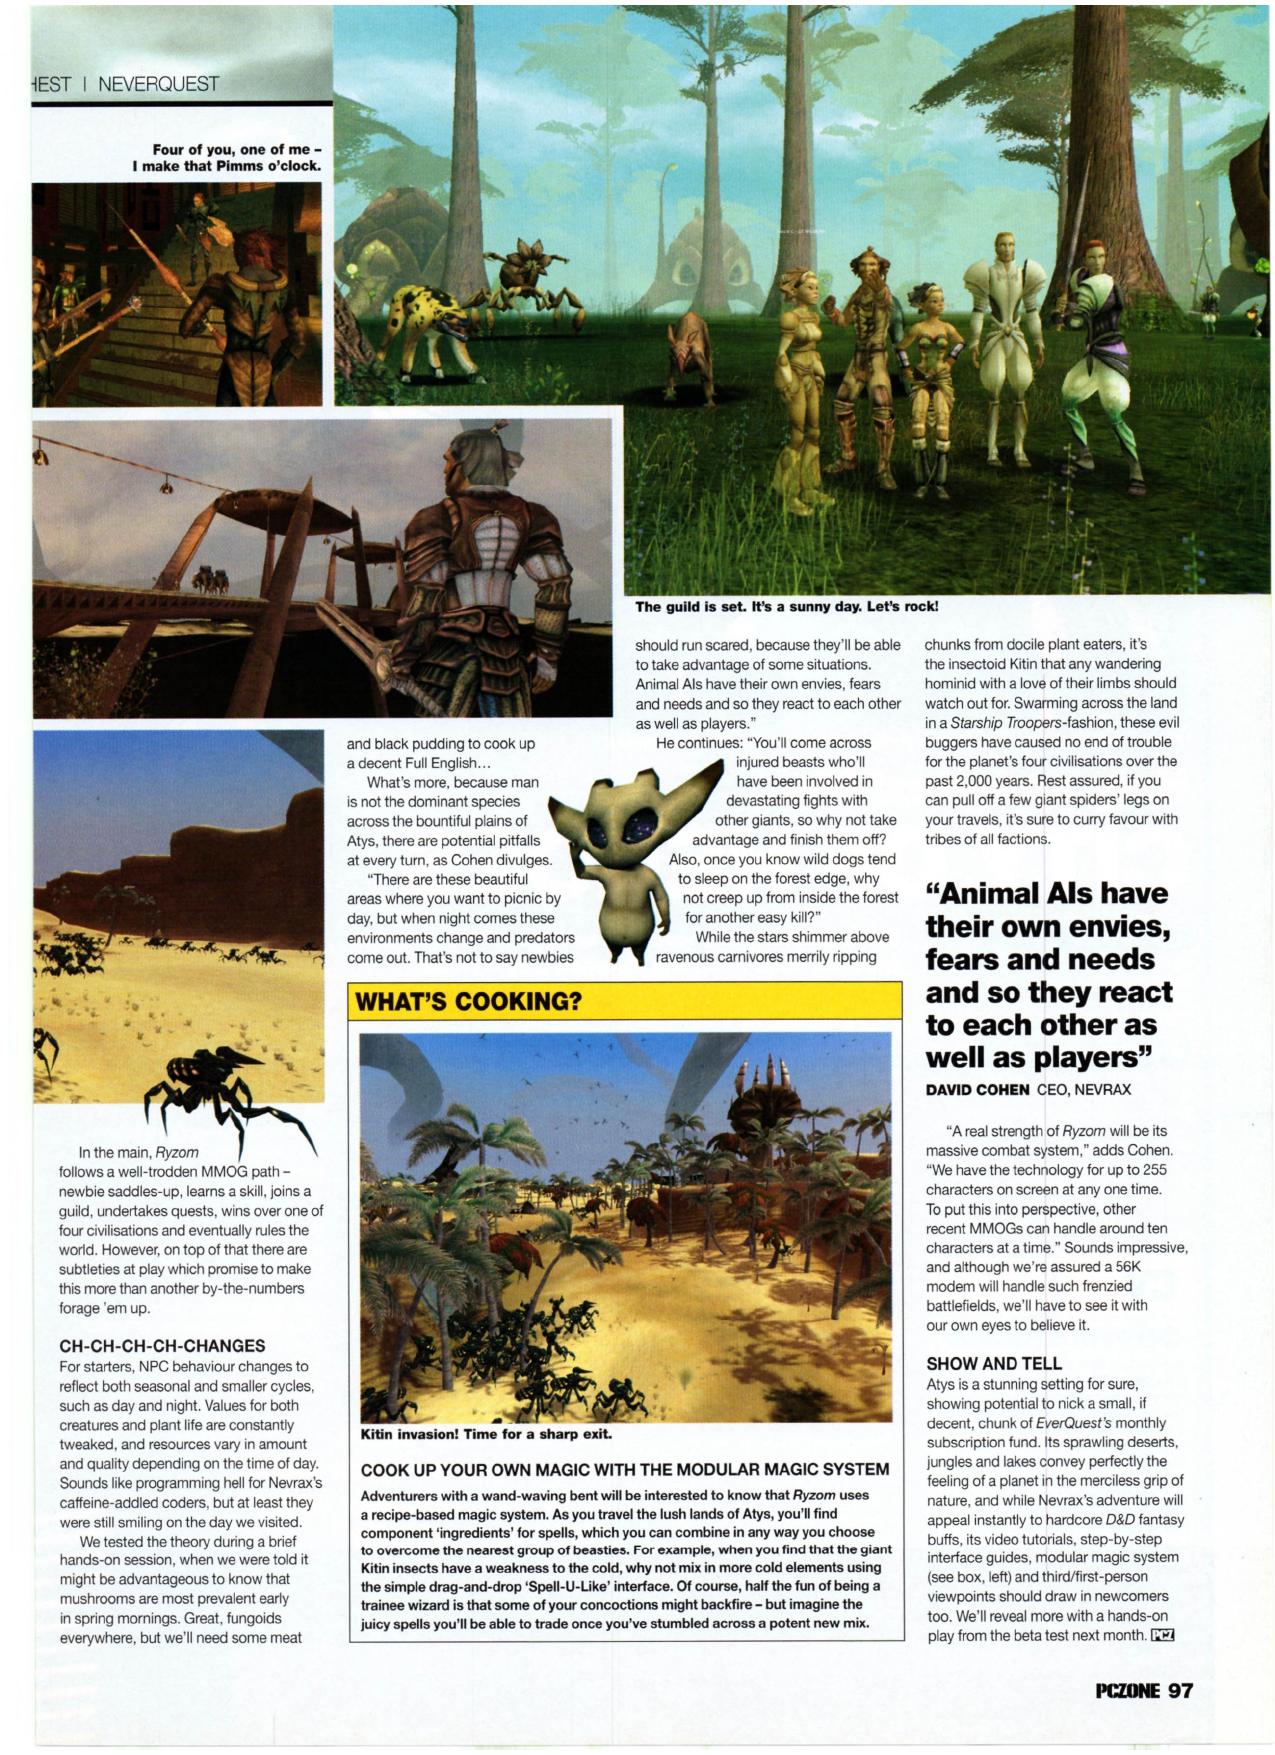 HEST | NEVERQUEST
Four of you, one of me –
I make that Pimms o'clock.
The guild is set. It's a sunny day. Let's rock!
In the main, Ryzom
follows a well-trodden MMOG path –
newbie saddles-up, learns a skill, joins a
guild, undertakes quests, wins over one of
four civilisations and eventually rules the
world. However, on top of that there are
subtleties at play which promise to make
this more than another by-the-numbers
forage 'em up.
CH-CH-CH-CH-CHANGES
For starters, NPC behaviour changes to
reflect both seasonal and smaller cycles,
such as day and night. Values for both
creatures and plant life are constantly
tweaked, and resources vary in amount
and quality depending on the time of day.
Sounds like programming hell for Nevrax's
caffeine-addled coders, but at least they
were still smiling on the day we visited.
We tested the theory during a brief
hands-on session, when we were told it
might be advantageous to know that
mushrooms are most prevalent early
in spring mornings. Great, fungoids
everywhere, but we'll need some meat
and black pudding to cook up
a decent Full English...
What's more, because man
is not the dominant species
across the bountiful plains of
Atys, there are potential pitfalls
at every turn, as Cohen divulges.
"There are these beautiful
areas where you want to picnic by
day, but when night comes these
environments change and predators
come out. That's not to say newbies
should run scared, because they'll be able
to take advantage of some situations.
Animal AIs have their own envies, fears
and needs and so they react to each other
as well as players."
He continues: "You'll come across
injured beasts who'll
have been involved in
devastating fights with
other giants, so why not take
advantage and finish them off?
Also, once you know wild dogs tend
to sleep on the forest edge, why
not creep up from inside the forest
for another easy kill?"
While the stars shimmer above
ravenous carnivores merrily ripping
chunks from docile plant eaters, it's
the insectoid Kitin that any wandering
hominid with a love of their limbs should
watch out for. Swarming across the land
in a Starship Troopers-fashion, these evil
buggers have caused no end of trouble
for the planet's four civilisations over the
past 2,000 years. Rest assured, if you
can pull off a few giant spiders' legs on
your travels, it's sure to curry favour with
tribes of all factions.
"Animal AIs have
their own envies,
fears and needs
and so they react
to each other as
well as players"
DAVID COHEN CEO, NEVRAX
"A real strength of Ryzom will be its
massive combat system," adds Cohen.
"We have the technology for up to 255
characters on screen at any one time.
To put this into perspective, other
recent MMOGs can handle around ten
characters at a time." Sounds impressive,
and although we're assured a 56K
modem will handle such frenzied
battlefields, we'll have to see it with
our own eyes to believe it.
SHOW AND TELL
Atys is a stunning setting for sure,
showing potential to nick a small, if
decent, chunk of EverQuest's monthly
subscription fund. Its sprawling deserts,
jungles and lakes convey perfectly the
feeling of a planet in the merciless grip of
nature, and while Nevrax's adventure will
appeal instantly to hardcore D&D fantasy
buffs, its video tutorials, step-by-step
interface guides, modular magic system
(see box, left) and third/first-person
viewpoints should draw in newcomers
too. We'll reveal more with a hands-on
play from the beta test next month. PCZ
WHAT'S COOKING?
Kitin invasion! Time for a sharp exit.
COOK UP YOUR OWN MAGIC WITH THE MODULAR MAGIC SYSTEM
Adventurers with a wand-waving bent will be interested to know that Ryzom uses
a recipe-based magic system. As you travel the lush lands of Atys, you'll find
component 'ingredients' for spells, which you can combine in any way you choose
to overcome the nearest group of beasties. For example, when you find that the giant
Kitin insects have a weakness to the cold, why not mix in more cold elements using
the simple drag-and-drop 'Spell-U-Like' interface. Of course, half the fun of being a
trainee wizard is that some of your concoctions might backfire – but imagine the
juicy spells you'll be able to trade once you've stumbled across a potent new mix.
PCZONE 97